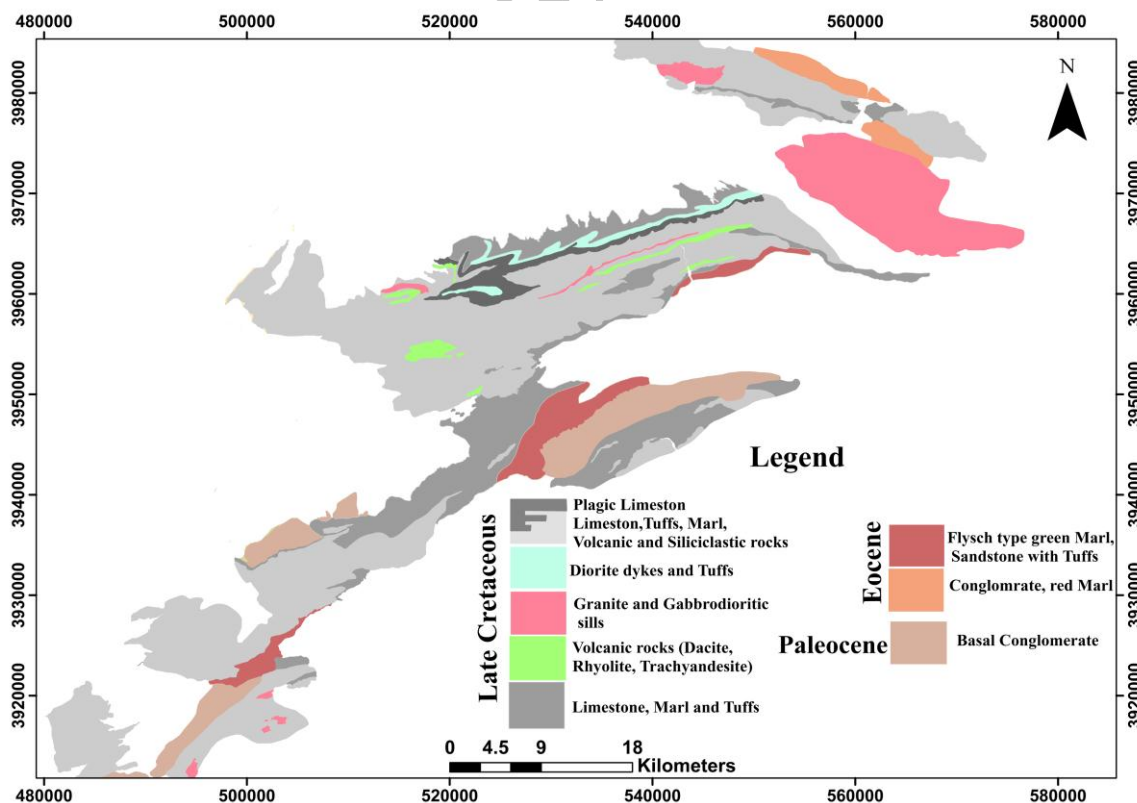 480000 500000 520000 540000 560000 580000
N
3980000 3980000
3970000 3970000
3960000 3960000
3950000 3950000
3940000 3940000
3930000 3930000
3920000 3920000
Legend
Late Cretaceous
Plagic Limeston
Limeston,Tuffs, Marl,
Volcanic and Siliciclastic rocks
Diorite dykes and Tuffs
Granite and Gabbrodioritic
sills
Volcanic rocks (Dacite,
Rhyolite, Trachyandesite)
Limestone, Marl and Tuffs
Eocene
Flysch type green Marl,
Sandstone with Tuffs
Conglomrate, red Marl
Paleocene
Basal Conglomerate
0 4.5 9 18
Kilometers
480000 500000 520000 540000 560000 580000